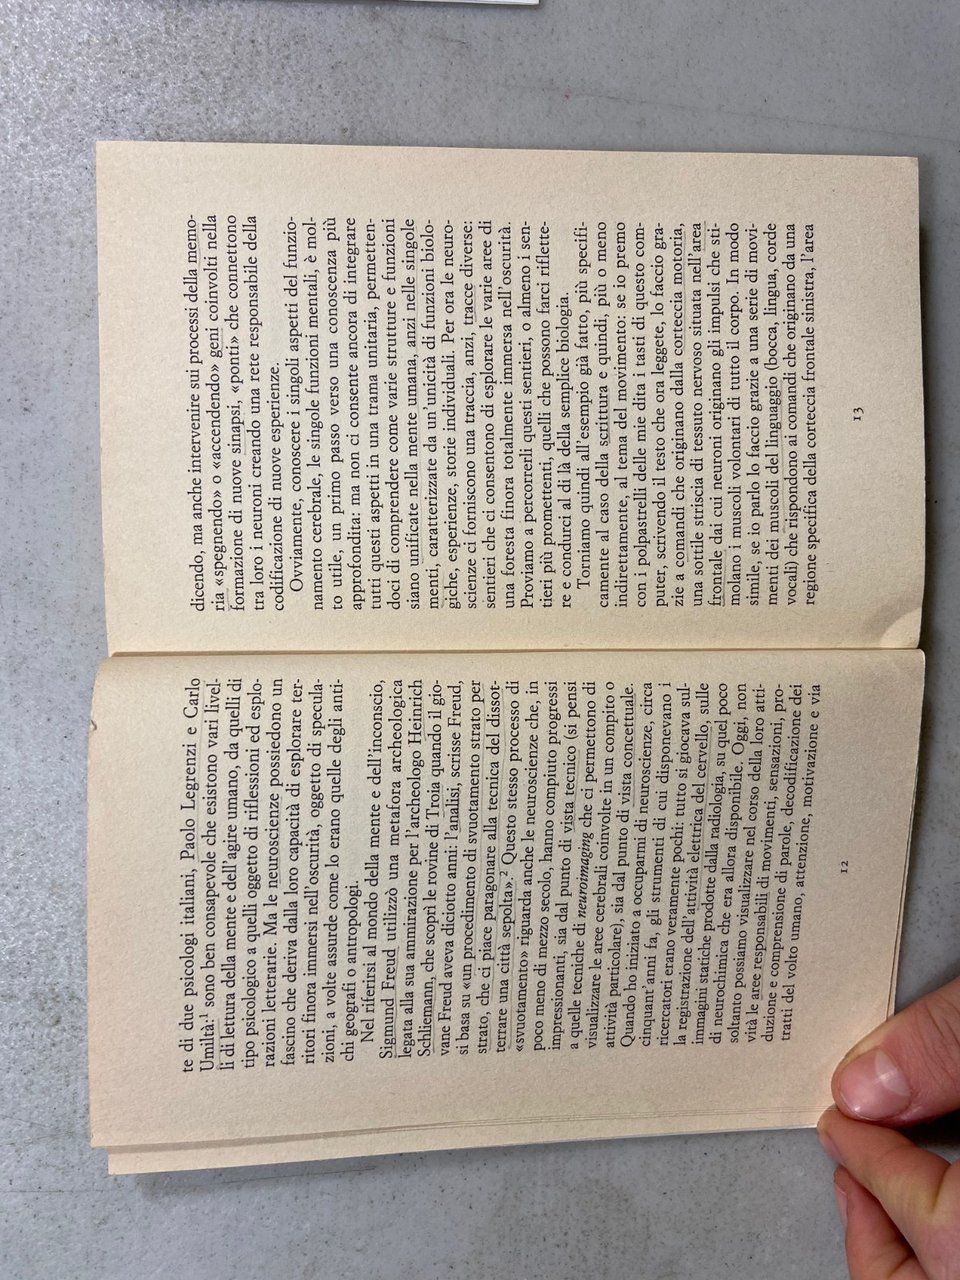 te di due psicologi italiani, Paolo Legrenzi e Carlo
Umiltà:¹ sono ben consapevole che esistono vari livel-
li di lettura della mente e dell'agire umano, da quelli di
tipo psicologico a quelli oggetto di riflessioni ed esplo-
razioni letterarie. Ma le neuroscienze possiedono un
fascino che deriva dalla loro capacità di esplorare ter-
ritori finora immersi nell'oscurità, oggetto di specula-
zioni, a volte assurde come lo erano quelle degli anti-
chi geografi o antropologi.
Nel riferirsi al mondo della mente e dell'inconscio,
Sigmund Freud utilizzò una metafora archeologica
legata alla sua ammirazione per l'archeologo Heinrich
Schliemann, che scoprì le rovine di Troia quando il gio-
vane Freud aveva diciotto anni: l'analisi, scrisse Freud,
si basa su «un procedimento di svuotamento strato per
strato, che ci piace paragonare alla tecnica del dissot-
terrare una città sepolta».² Questo stesso processo di
«svuotamento» riguarda anche le neuroscienze che, in
poco meno di mezzo secolo, hanno compiuto progressi
impressionanti, sia dal punto di vista tecnico (si pensi
a quelle tecniche di neuroimaging che ci permettono di
visualizzare le aree cerebrali coinvolte in un compito o
attività particolare), sia dal punto di vista concettuale.
Quando ho iniziato a occuparmi di neuroscienze, circa
cinquant'anni fa, gli strumenti di cui disponevano i
ricercatori erano veramente pochi: tutto si giocava sul-
la registrazione dell'attività elettrica del cervello, sulle
immagini statiche prodotte dalla radiologia, su quel poco
di neurochimica che era allora disponibile. Oggi, non
soltanto possiamo visualizzare nel corso della loro atti-
vità le aree responsabili di movimenti, sensazioni, pro-
duzione e comprensione di parole, decodificazione dei
tratti del volto umano, attenzione, motivazione e via
12
dicendo, ma anche intervenire sui processi della memo-
ria «spegnendo» o «accendendo» geni coinvolti nella
formazione di nuove sinapsi, «ponti» che connettono
tra loro i neuroni creando una rete responsabile della
codificazione di nuove esperienze.
Ovviamente, conoscere i singoli aspetti del funzio-
namento cerebrale, le singole funzioni mentali, è mol-
to utile, un primo passo verso una conoscenza più
approfondita: ma non ci consente ancora di integrare
tutti questi aspetti in una trama unitaria, permetten-
doci di comprendere come varie strutture e funzioni
siano unificate nella mente umana, anzi nelle singole
menti, caratterizzate da un'unicità di funzioni biolo-
giche, esperienze, storie individuali. Per ora le neuro-
scienze ci forniscono una traccia, anzi, tracce diverse:
sentieri che ci consentono di esplorare le varie aree di
una foresta finora totalmente immersa nell'oscurità.
Proviamo a percorrerli questi sentieri, o almeno i sen-
tieri più promettenti, quelli che possono farci riflette-
re e condurci al di là della semplice biologia.
Torniamo quindi all'esempio già fatto, più specifi-
camente al caso della scrittura e quindi, più o meno
indirettamente, al tema del movimento: se io premo
con i polpastrelli delle mie dita i tasti di questo com-
puter, scrivendo il testo che ora leggete, lo faccio gra-
zie a comandi che originano dalla corteccia motoria,
una sottile striscia di tessuto nervoso situata nell'area
frontale dai cui neuroni originano gli impulsi che sti-
molano i muscoli volontari di tutto il corpo. In modo
simile, se io parlo lo faccio grazie a una serie di movi-
menti dei muscoli del linguaggio (bocca, lingua, corde
vocali) che rispondono ai comandi che originano da una
regione specifica della corteccia frontale sinistra, l'area
13